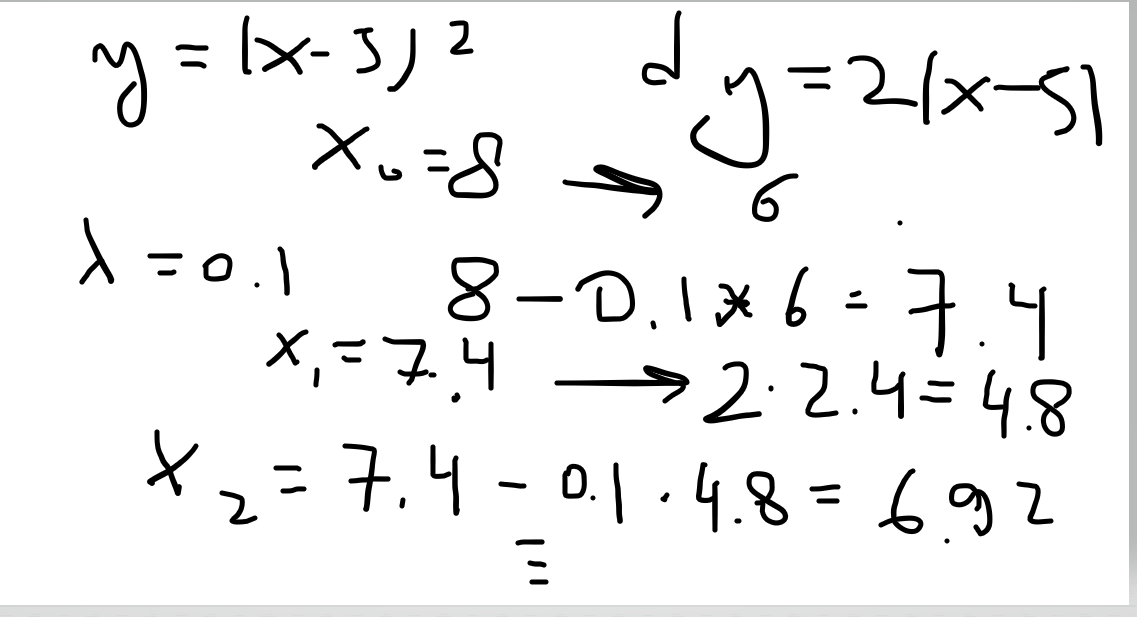 y = (x - 5)² dy = 2(x - 5)
x₀ = 8 → 6
λ = 0.1 8 - 0.1 * 6 = 7.4
x₁ = 7.4 → 2 · 2.4 = 4.8
x₂ = 7.4 - 0.1 · 4.8 = 6.92